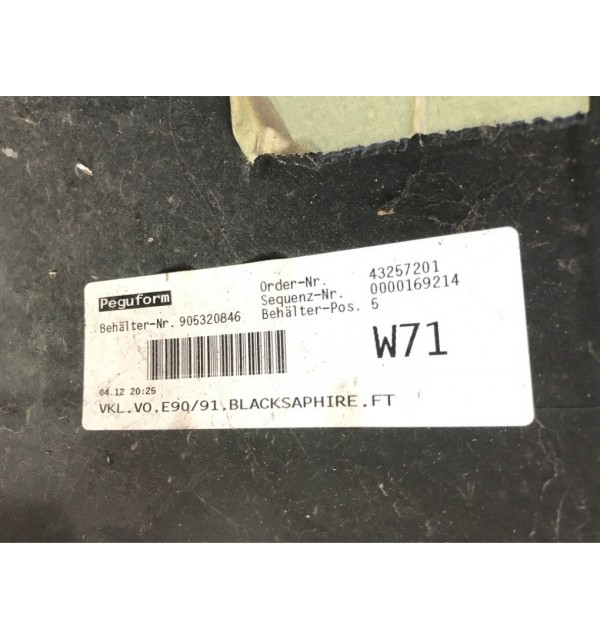 Peguform
Order-Nr. 43257201
Sequenz-Nr. 0000169214
Behälter-Nr. 905320846
Behälter-Pos. 5
W71
04.12 20:25
VKL.VO.E90/91.BLACKSAPHIRE.FT